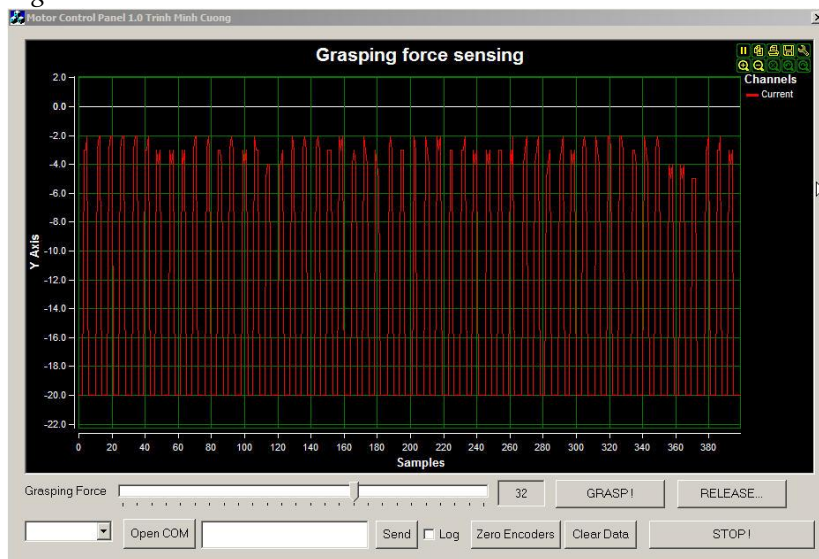 Motor Control Panel 1.0 Trinh Minh Cuong
Grasping force sensing
Channels
Current
2.0
0.0
-2.0
-4.0
-6.0
-8.0
-10.0
-12.0
-14.0
-16.0
-18.0
-20.0
-22.0
Y Axis
0 20 40 60 80 100 120 140 160 180 200 220 240 260 280 300 320 340 360 380
Samples
Grasping Force 32 GRASP! RELEASE...
Open COM Send Log Zero Encoders Clear Data STOP!